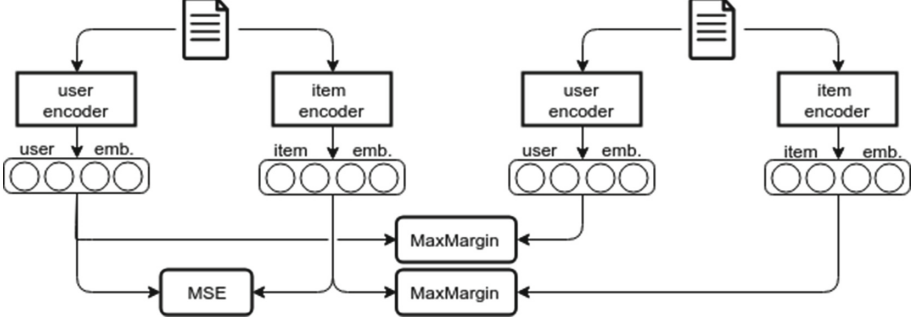 user
encoder
item
encoder
user
encoder
item
encoder
user emb.
item emb.
user emb.
item emb.
MaxMargin
MSE
MaxMargin